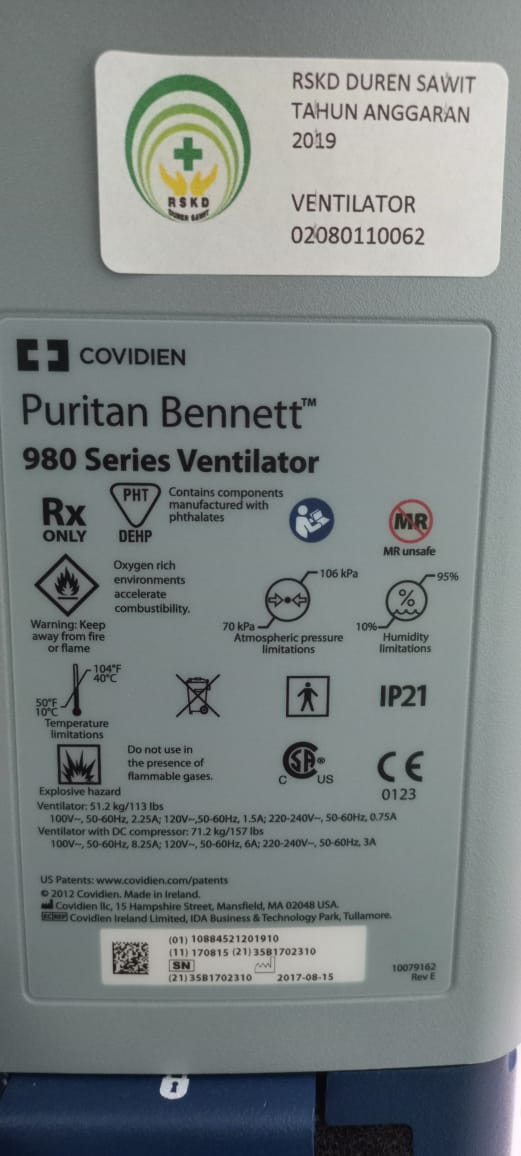 RSKD DUREN SAWIT
TAHUN ANGGARAN
2019
RSKD
DUREN SAWIT
VENTILATOR
02080110062
COVIDIEN
Puritan Bennett™
980 Series Ventilator
Rx
ONLY
PHT
DEHP
Contains components
manufactured with
phthalates
MR
MR unsafe
Warning: Keep
away from fire
or flame
Oxygen rich
environments
accelerate
combustibility.
106 kPa
70 kPa
Atmospheric pressure
limitations
95%
%
10%
Humidity
limitations
104°F
40°C
50°F
10°C
Temperature
limitations
IP21
Explosive hazard
Do not use in
the presence of
flammable gases.
C SA® US
CE
0123
Ventilator: 51.2 kg/113 lbs
100V~, 50-60Hz, 2.25A; 120V~,50-60Hz, 1.5A; 220-240V~, 50-60Hz, 0.75A
Ventilator with DC compressor: 71.2 kg/157 lbs
100V~, 50-60Hz, 8.25A; 120V~, 50-60Hz, 6A; 220-240V~, 50-60Hz, 3A
US Patents: www.covidien.com/patents
© 2012 Covidien. Made in Ireland.
Covidien llc, 15 Hampshire Street, Mansfield, MA 02048 USA.
EC REP Covidien Ireland Limited, IDA Business & Technology Park, Tullamore.
(01) 10884521201910
(11) 170815 (21) 35B1702310
SN
(21) 35B1702310 2017-08-15
10079162
Rev E